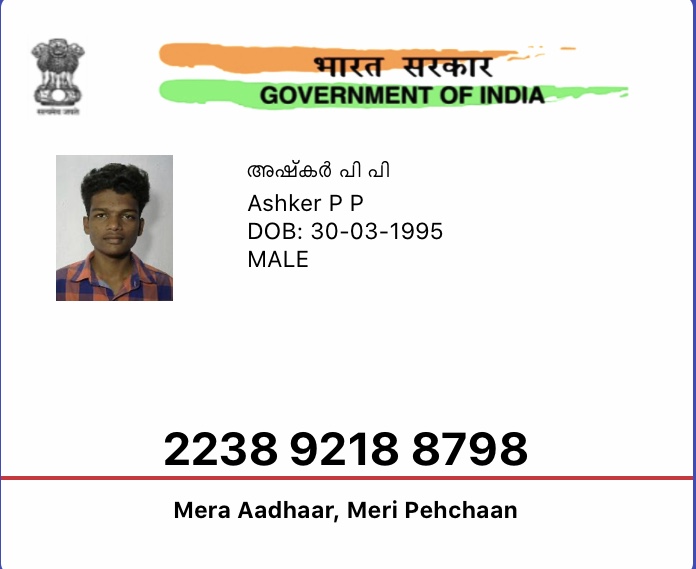 सत्यमेव जयते
भारत सरकार
GOVERNMENT OF INDIA
അഷ്കർ പി പി
Ashker P P
DOB: 30-03-1995
MALE
2238 9218 8798
Mera Aadhaar, Meri Pehchaan